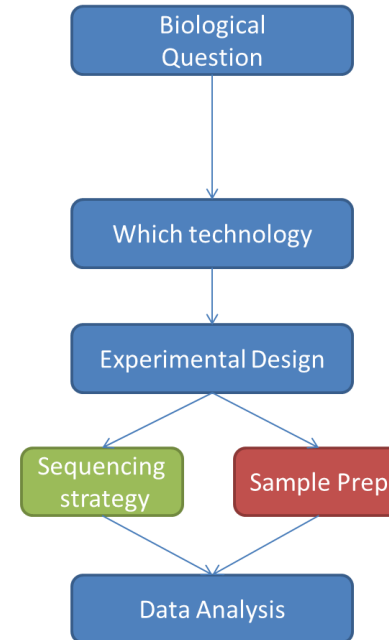 Biological
Question
Which technology
Experimental Design
Sequencing
strategy
Sample Prep
Data Analysis